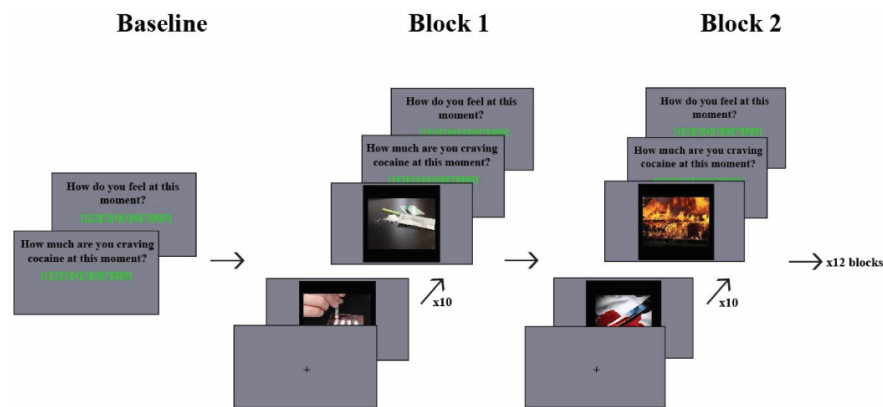 Baseline
Block 1
Block 2
How do you feel at this
moment?
How much are you craving
cocaine at this moment?
How do you feel at this
moment?
How much are you craving
cocaine at this moment?
x10
How do you feel at this
moment?
How much are you craving
cocaine at this moment?
x10
x12 blocks
+
+